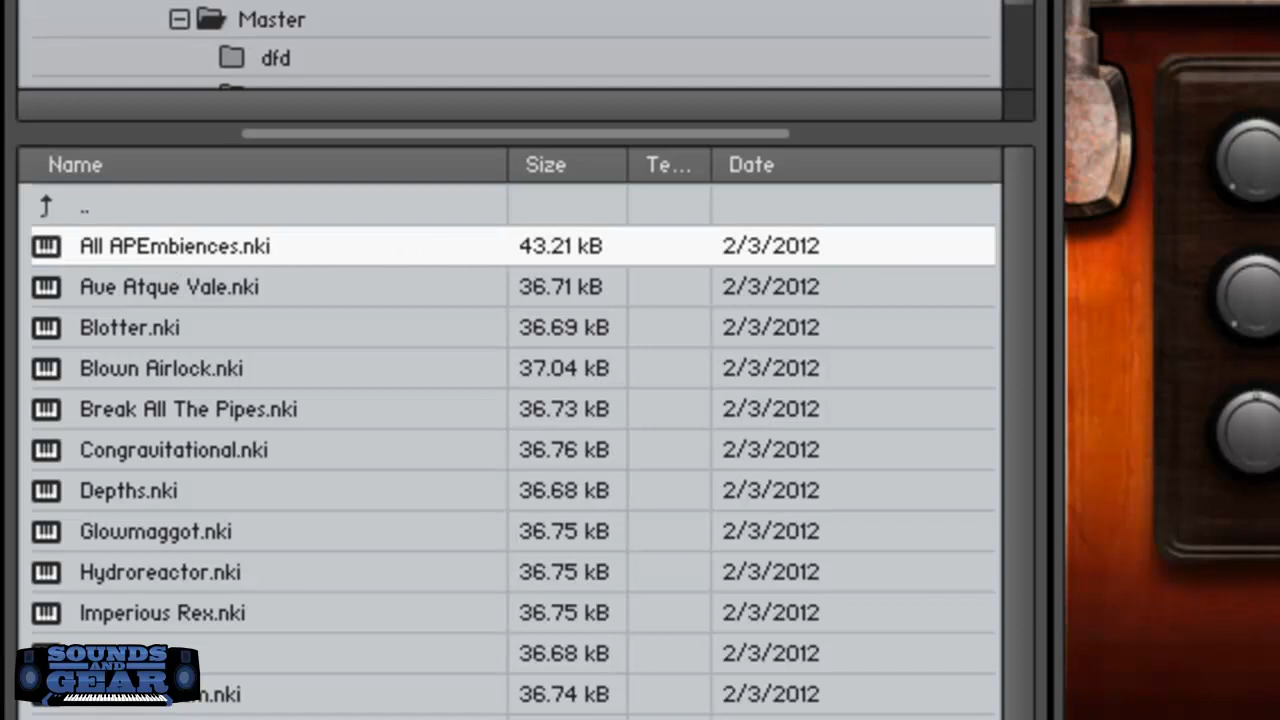 Master
dfd
Name Size Te... Date
..
All APEmbiences.nki 43.21 kB 2/3/2012
Ave Atque Vale.nki 36.71 kB 2/3/2012
Blotter.nki 36.69 kB 2/3/2012
Blown Airlock.nki 37.04 kB 2/3/2012
Break All The Pipes.nki 36.73 kB 2/3/2012
Congravitational.nki 36.76 kB 2/3/2012
Depths.nki 36.68 kB 2/3/2012
Glowmaggot.nki 36.75 kB 2/3/2012
Hydroreactor.nki 36.75 kB 2/3/2012
Imperious Rex.nki 36.75 kB 2/3/2012
36.68 kB 2/3/2012
.nki 36.74 kB 2/3/2012
SOUNDS
AND
GEAR